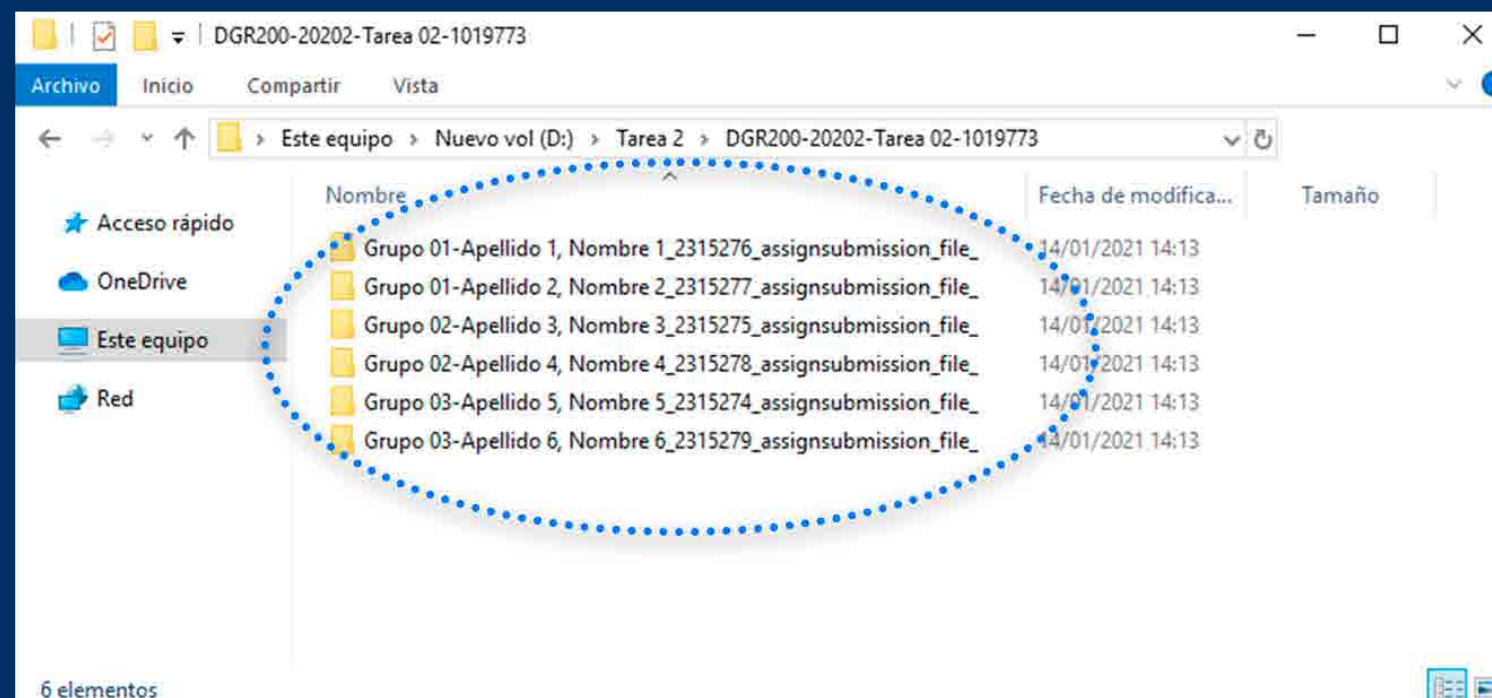 DGR200-20202-Tarea 02-1019773
Archivo Inicio Compartir Vista
Este equipo > Nuevo vol (D:) > Tarea 2 > DGR200-20202-Tarea 02-1019773
Nombre Fecha de modifica... Tamaño
Acceso rápido
OneDrive
Este equipo
Red
Grupo 01-Apellido 1, Nombre 1_2315276_assignsubmission_file_ 14/01/2021 14:13
Grupo 01-Apellido 2, Nombre 2_2315277_assignsubmission_file_ 14/01/2021 14:13
Grupo 02-Apellido 3, Nombre 3_2315275_assignsubmission_file_ 14/01/2021 14:13
Grupo 02-Apellido 4, Nombre 4_2315278_assignsubmission_file_ 14/01/2021 14:13
Grupo 03-Apellido 5, Nombre 5_2315274_assignsubmission_file_ 14/01/2021 14:13
Grupo 03-Apellido 6, Nombre 6_2315279_assignsubmission_file_ 14/01/2021 14:13
6 elementos